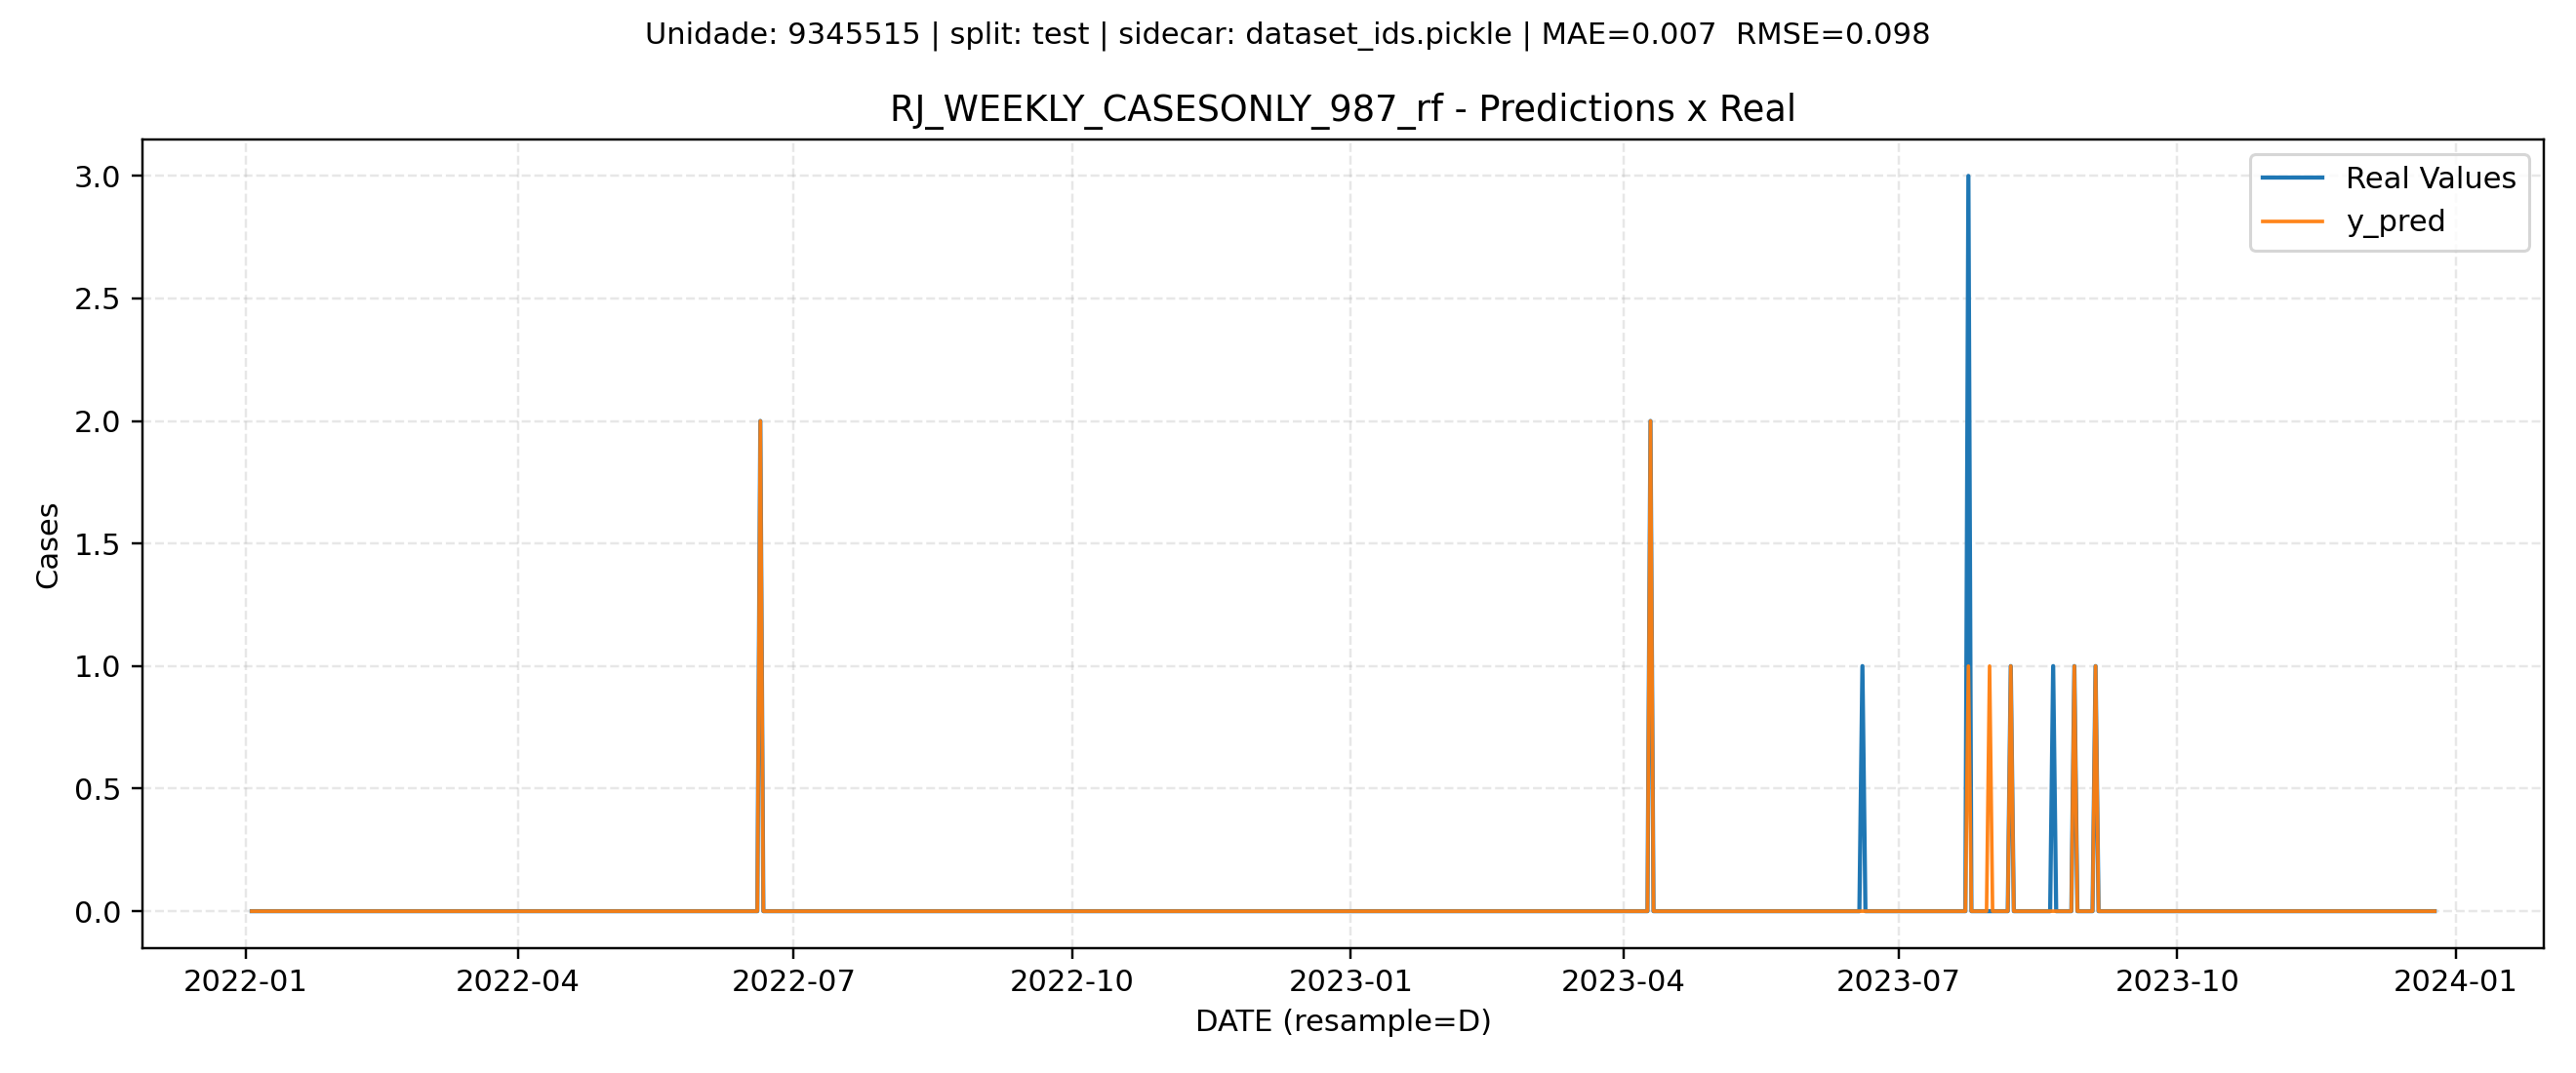 Unidade: 9345515 | split: test | sidecar: dataset_ids.pickle | MAE=0.007  RMSE=0.098
RJ_WEEKLY_CASESONLY_987_rf - Predictions x Real
Real Values
y_pred
3.0
2.5
2.0
1.5
1.0
0.5
0.0
Cases
2022-01 2022-04 2022-07 2022-10 2023-01 2023-04 2023-07 2023-10 2024-01
DATE (resample=D)